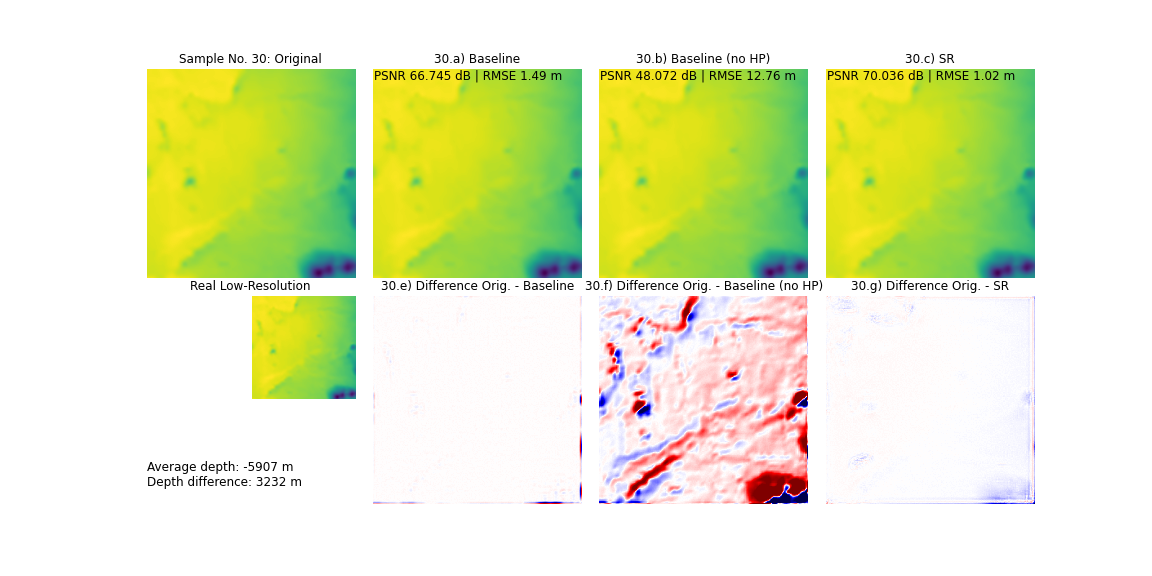 Sample No. 30: Original
30.a) Baseline
30.b) Baseline (no HP)
30.c) SR
PSNR 66.745 dB | RMSE 1.49 m
PSNR 48.072 dB | RMSE 12.76 m
PSNR 70.036 dB | RMSE 1.02 m
Real Low-Resolution
30.e) Difference Orig. - Baseline
30.f) Difference Orig. - Baseline (no HP)
30.g) Difference Orig. - SR
Average depth: -5907 m
Depth difference: 3232 m